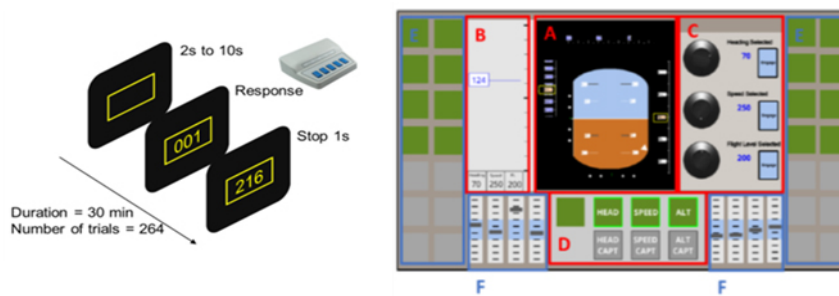 2s to 10s
Response
001
Stop 1s
216
Duration = 30 min
Number of trials = 264
E
B
A
C
E
Heading Selected
70
Speed Selected
250
Flight Level Selected
200
124
70 250 200
D
HEAD SPEED ALT
HEAD CAPT
SPEED CAPT
ALT CAPT
F
F